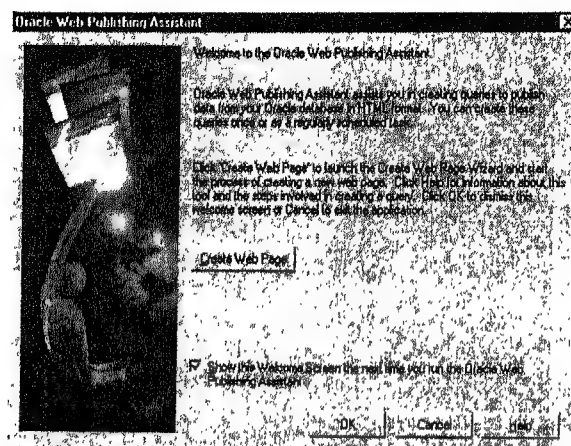 Oracle Web Publishing Assistant
Welcome to the Oracle Web Publishing Assistant.
Oracle Web Publishing Assistant assists you in creating queries to publish
data from your Oracle database in HTML format. You can create these
queries once or as a regularly scheduled task.
Click 'Create Web Page' to launch the Create Web Page Wizard and start
the process of creating a new web page. Click Help for information about this
tool and the steps involved in creating a query. Click OK to dismiss this
welcome screen or Cancel to exit the application.
Create Web Page
Show this Welcome Screen the next time you run the Oracle Web
Publishing Assistant
OK
Cancel
Help